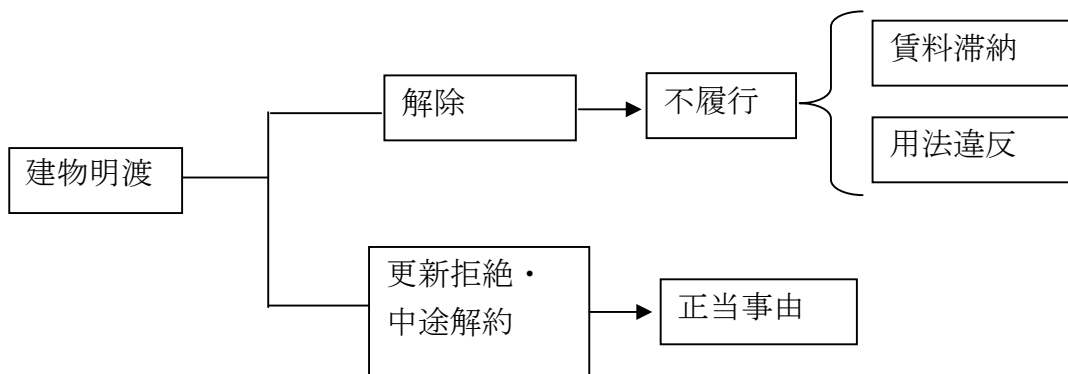 建物明渡
解除
不履行
賃料滞納
用法違反
更新拒絶・
中途解約
正当事由